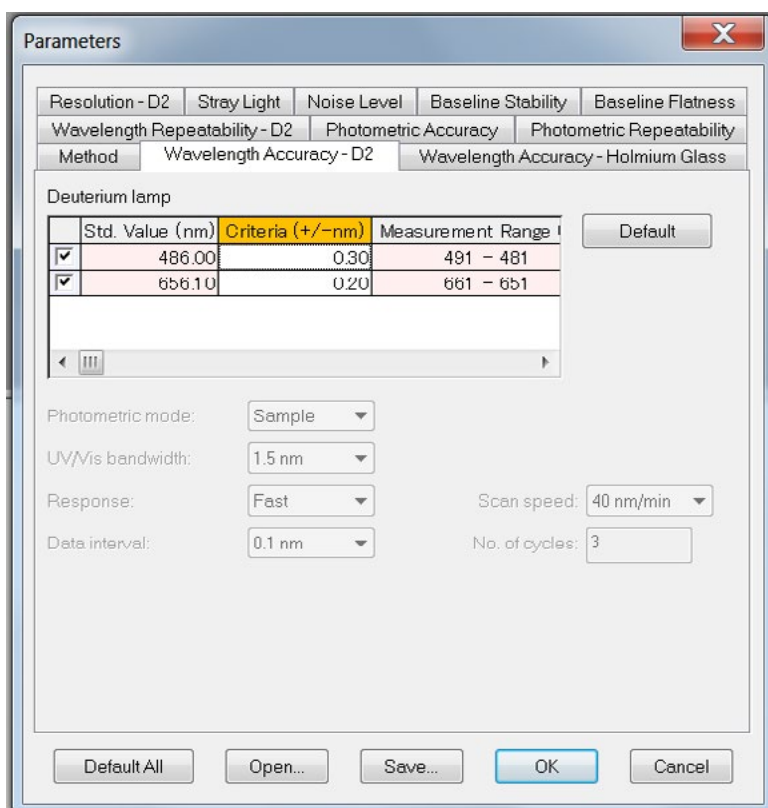 Parameters
Resolution - D2 Stray Light Noise Level Baseline Stability Baseline Flatness
Wavelength Repeatability - D2 Photometric Accuracy Photometric Repeatability
Method Wavelength Accuracy - D2 Wavelength Accuracy - Holmium Glass
Deuterium lamp
Std. Value (nm) Criteria (+/-nm) Measurement Range Default
486.00 0.30 491 - 481
656.10 0.20 661 - 651
Photometric mode: Sample
UV/Vis bandwidth: 1.5 nm
Response: Fast Scan speed: 40 nm/min
Data interval: 0.1 nm No. of cycles: 3
Default All Open... Save... OK Cancel